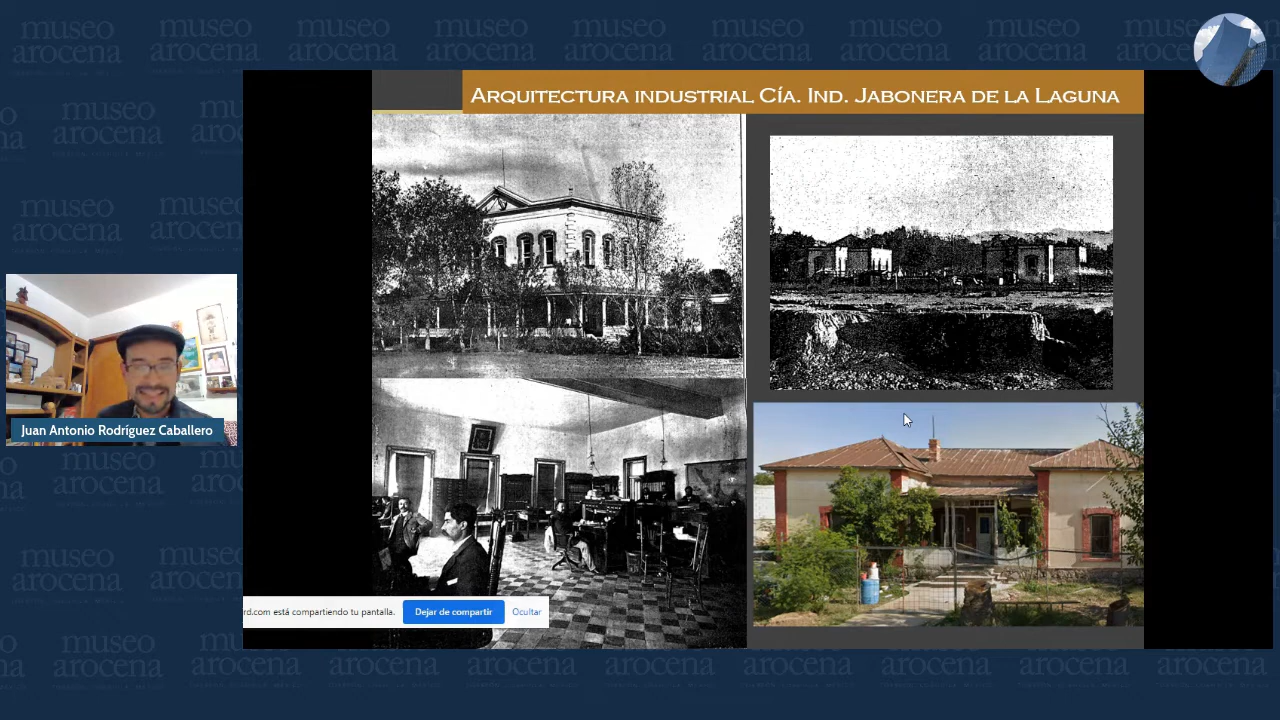 museo arocena
Arquitectura industrial Cía. Ind. Jabonera de la Laguna
Juan Antonio Rodríguez Caballero
rd.com está compartiendo tu pantalla.
Dejar de compartir
Ocultar